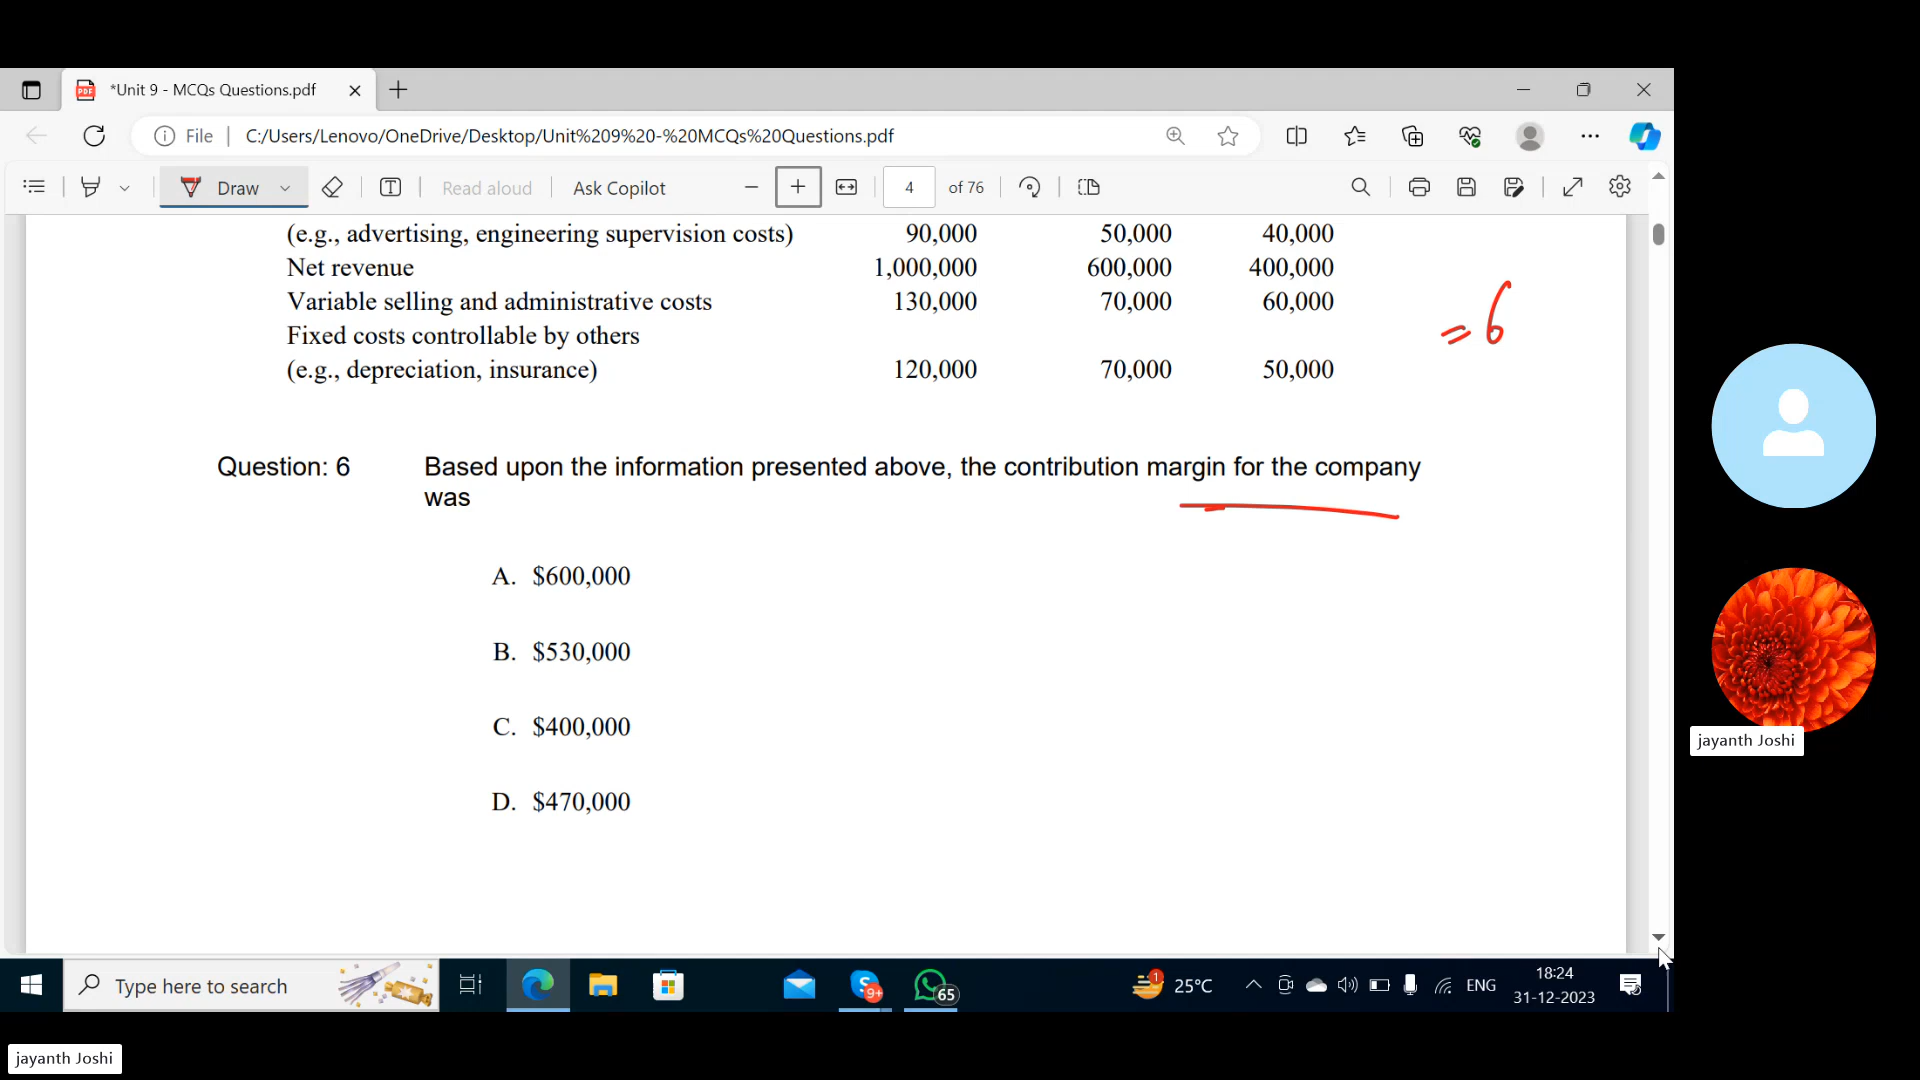 *Unit 9 - MCQs Questions.pdf
File C:/Users/Lenovo/OneDrive/Desktop/Unit%209%20-%20MCQs%20Questions.pdf
Draw Read aloud Ask Copilot 4 of 76
(e.g., advertising, engineering supervision costs) 90,000 50,000 40,000
Net revenue 1,000,000 600,000 400,000
Variable selling and administrative costs 130,000 70,000 60,000
Fixed costs controllable by others
= 6
(e.g., depreciation, insurance) 120,000 70,000 50,000
Question: 6 Based upon the information presented above, the contribution margin for the company
was
A. $600,000
B. $530,000
C. $400,000
D. $470,000
jayanth Joshi
Type here to search 9+ 65 1 25°C ENG 18:24
31-12-2023
jayanth Joshi